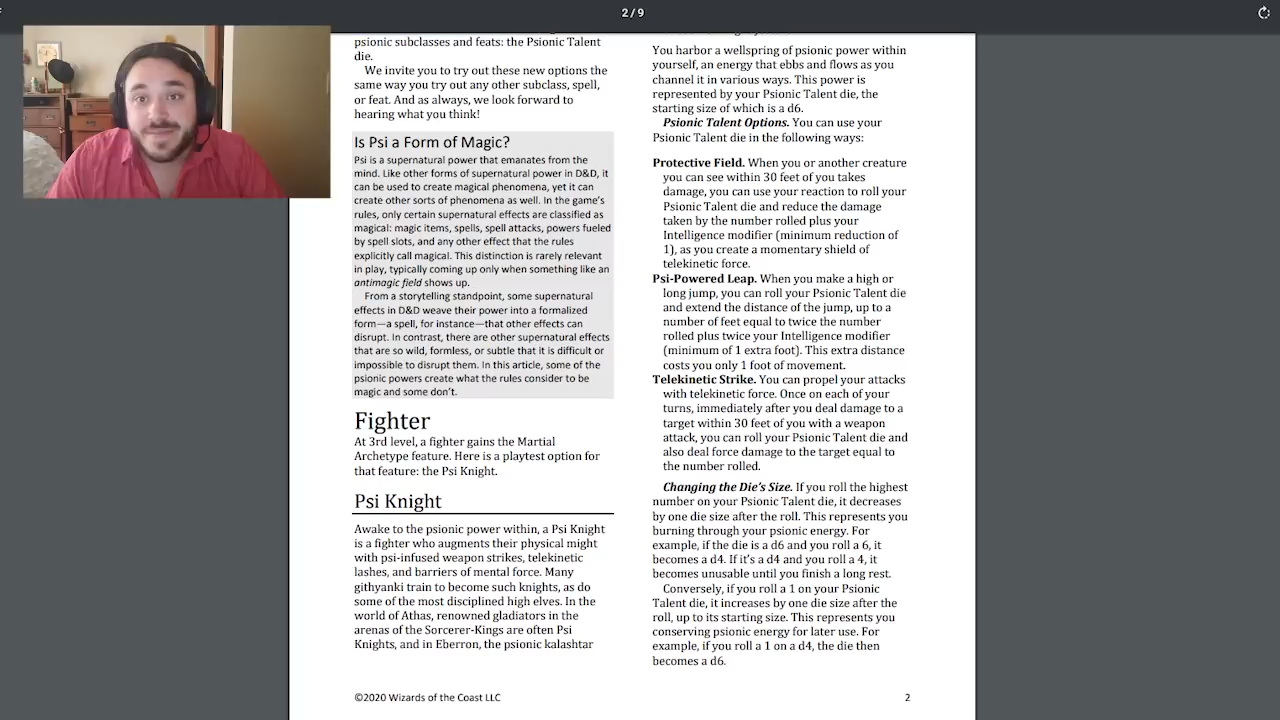 2/9
psionic subclasses and feats: the Psionic Talent
die.
We invite you to try out these new options the
same way you try out any other subclass, spell,
or feat. And as always, we look forward to
hearing what you think!
Is Psi a Form of Magic?
Psi is a supernatural power that emanates from the
mind. Like other forms of supernatural power in D&D, it
can be used to create magical phenomena, yet it can
create other sorts of phenomena as well. In the game's
rules, only certain supernatural effects are classified as
magical: magic items, spells, spell attacks, powers fueled
by spell slots, and any other effect that the rules
explicitly call magical. This distinction is rarely relevant
in play, typically coming up only when something like an
antimagic field shows up.
From a storytelling standpoint, some supernatural
effects in D&D weave their power into a formalized
form—a spell, for instance—that other effects can
disrupt. In contrast, there are other supernatural effects
that are so wild, formless, or subtle that it is difficult or
impossible to disrupt them. In this article, some of the
psionic powers create what the rules consider to be
magic and some don't.
Fighter
At 3rd level, a fighter gains the Martial
Archetype feature. Here is a playtest option for
that feature: the Psi Knight.
Psi Knight
Awake to the psionic power within, a Psi Knight
is a fighter who augments their physical might
with psi-infused weapon strikes, telekinetic
lashes, and barriers of mental force. Many
githyanki train to become such knights, as do
some of the most disciplined high elves. In the
world of Athas, renowned gladiators in the
arenas of the Sorcerer-Kings are often Psi
Knights, and in Eberron, the psionic kalashtar
You harbor a wellspring of psionic power within
yourself, an energy that ebbs and flows as you
channel it in various ways. This power is
represented by your Psionic Talent die, the
starting size of which is a d6.
Psionic Talent Options. You can use your
Psionic Talent die in the following ways:
Protective Field. When you or another creature
you can see within 30 feet of you takes
damage, you can use your reaction to roll your
Psionic Talent die and reduce the damage
taken by the number rolled plus your
Intelligence modifier (minimum reduction of
1), as you create a momentary shield of
telekinetic force.
Psi-Powered Leap. When you make a high or
long jump, you can roll your Psionic Talent die
and extend the distance of the jump, up to a
number of feet equal to twice the number
rolled plus twice your Intelligence modifier
(minimum of 1 extra foot). This extra distance
costs you only 1 foot of movement.
Telekinetic Strike. You can propel your attacks
with telekinetic force. Once on each of your
turns, immediately after you deal damage to a
target within 30 feet of you with a weapon
attack, you can roll your Psionic Talent die and
also deal force damage to the target equal to
the number rolled.
Changing the Die's Size. If you roll the highest
number on your Psionic Talent die, it decreases
by one die size after the roll. This represents you
burning through your psionic energy. For
example, if the die is a d6 and you roll a 6, it
becomes a d4. If it's a d4 and you roll a 4, it
becomes unusable until you finish a long rest.
Conversely, if you roll a 1 on your Psionic
Talent die, it increases by one die size after the
roll, up to its starting size. This represents you
conserving psionic energy for later use. For
example, if you roll a 1 on a d4, the die then
becomes a d6.
©2020 Wizards of the Coast LLC
2